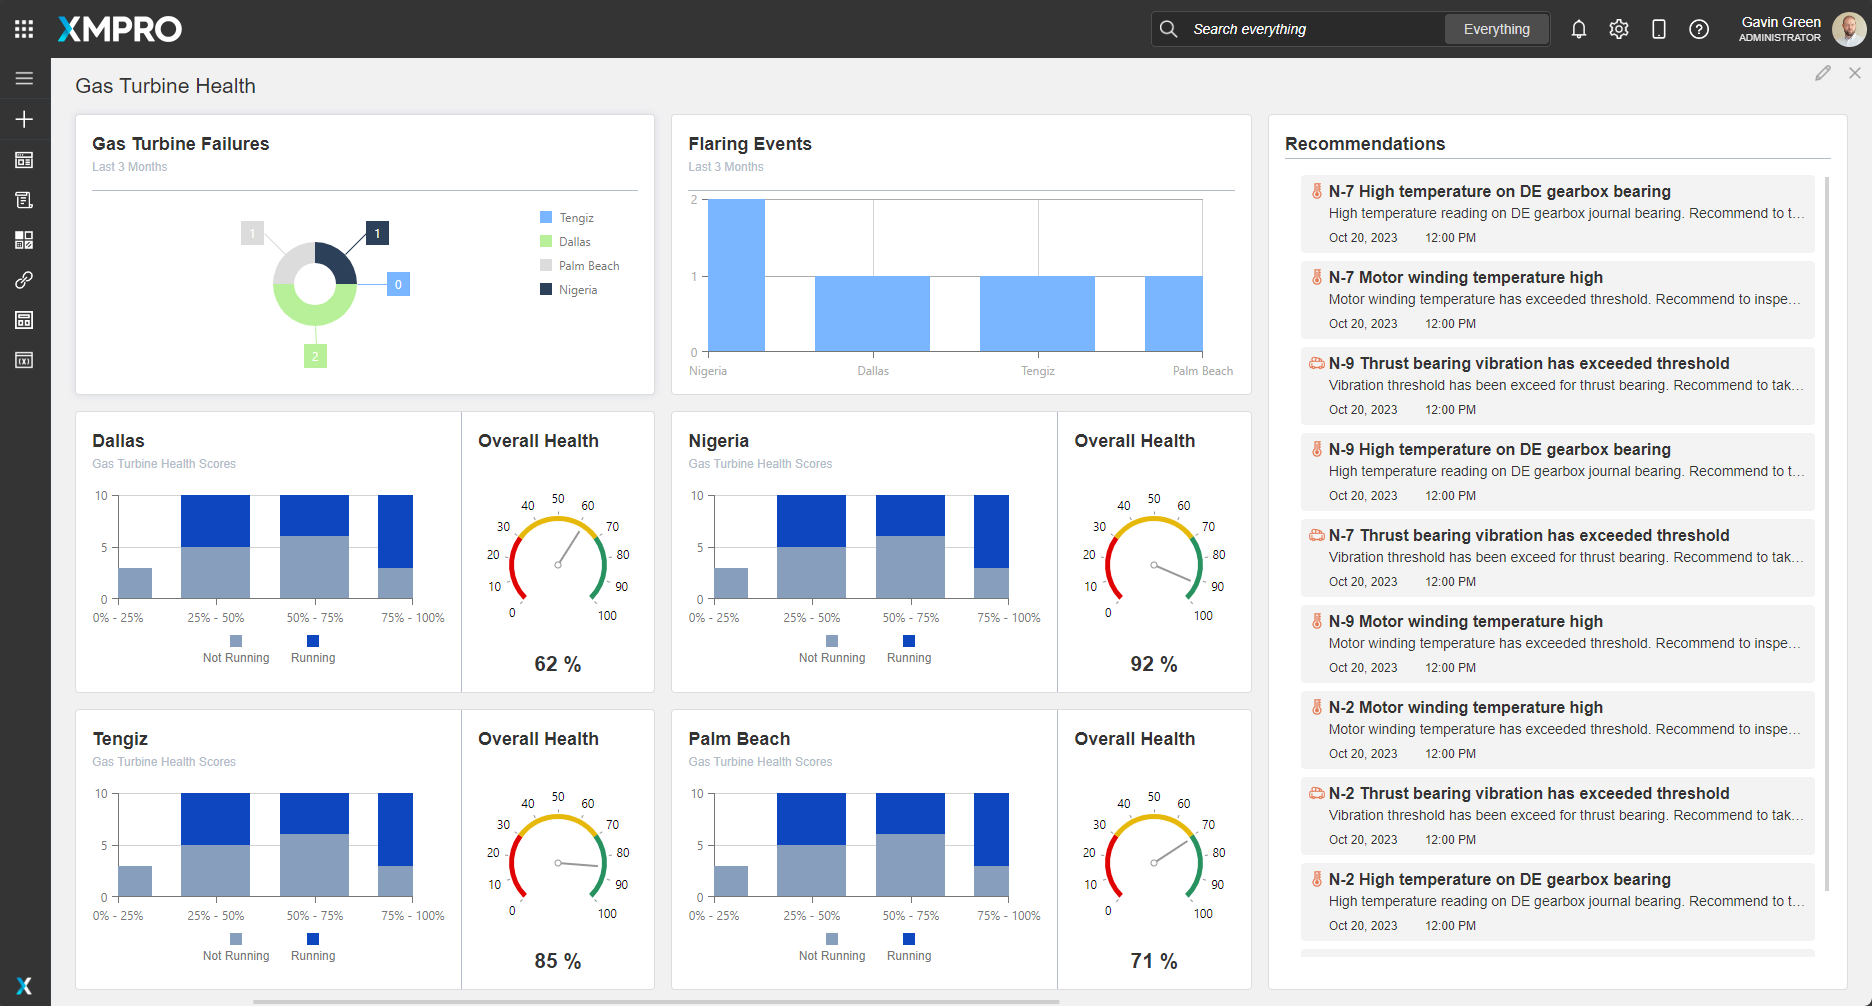 XMPRO
Search everything
Everything
Gavin Green
ADMINISTRATOR
Gas Turbine Health
Gas Turbine Failures
Last 3 Months
1
1
0
2
Tengiz
Dallas
Palm Beach
Nigeria
Flaring Events
Last 3 Months
2
1
0
Nigeria
Dallas
Tengiz
Palm Beach
Dallas
Gas Turbine Health Scores
10
5
0
0% - 25%
25% - 50%
50% - 75%
75% - 100%
Not Running
Running
Overall Health
0
10
20
30
40
50
60
70
80
90
100
62 %
Nigeria
Gas Turbine Health Scores
10
5
0
0% - 25%
25% - 50%
50% - 75%
75% - 100%
Not Running
Running
Overall Health
0
10
20
30
40
50
60
70
80
90
100
92 %
Tengiz
Gas Turbine Health Scores
10
5
0
0% - 25%
25% - 50%
50% - 75%
75% - 100%
Not Running
Running
Overall Health
0
10
20
30
40
50
60
70
80
90
100
85 %
Palm Beach
Gas Turbine Health Scores
10
5
0
0% - 25%
25% - 50%
50% - 75%
75% - 100%
Not Running
Running
Overall Health
0
10
20
30
40
50
60
70
80
90
100
71 %
Recommendations
N-7 High temperature on DE gearbox bearing
High temperature reading on DE gearbox journal bearing. Recommend to t...
Oct 20, 2023 12:00 PM
N-7 Motor winding temperature high
Motor winding temperature has exceeded threshold. Recommend to inspe...
Oct 20, 2023 12:00 PM
N-9 Thrust bearing vibration has exceeded threshold
Vibration threshold has been exceed for thrust bearing. Recommend to tak...
Oct 20, 2023 12:00 PM
N-9 High temperature on DE gearbox bearing
High temperature reading on DE gearbox journal bearing. Recommend to t...
Oct 20, 2023 12:00 PM
N-7 Thrust bearing vibration has exceeded threshold
Vibration threshold has been exceed for thrust bearing. Recommend to tak...
Oct 20, 2023 12:00 PM
N-9 Motor winding temperature high
Motor winding temperature has exceeded threshold. Recommend to inspe...
Oct 20, 2023 12:00 PM
N-2 Motor winding temperature high
Motor winding temperature has exceeded threshold. Recommend to inspe...
Oct 20, 2023 12:00 PM
N-2 Thrust bearing vibration has exceeded threshold
Vibration threshold has been exceed for thrust bearing. Recommend to tak...
Oct 20, 2023 12:00 PM
N-2 High temperature on DE gearbox bearing
High temperature reading on DE gearbox journal bearing. Recommend to t...
Oct 20, 2023 12:00 PM